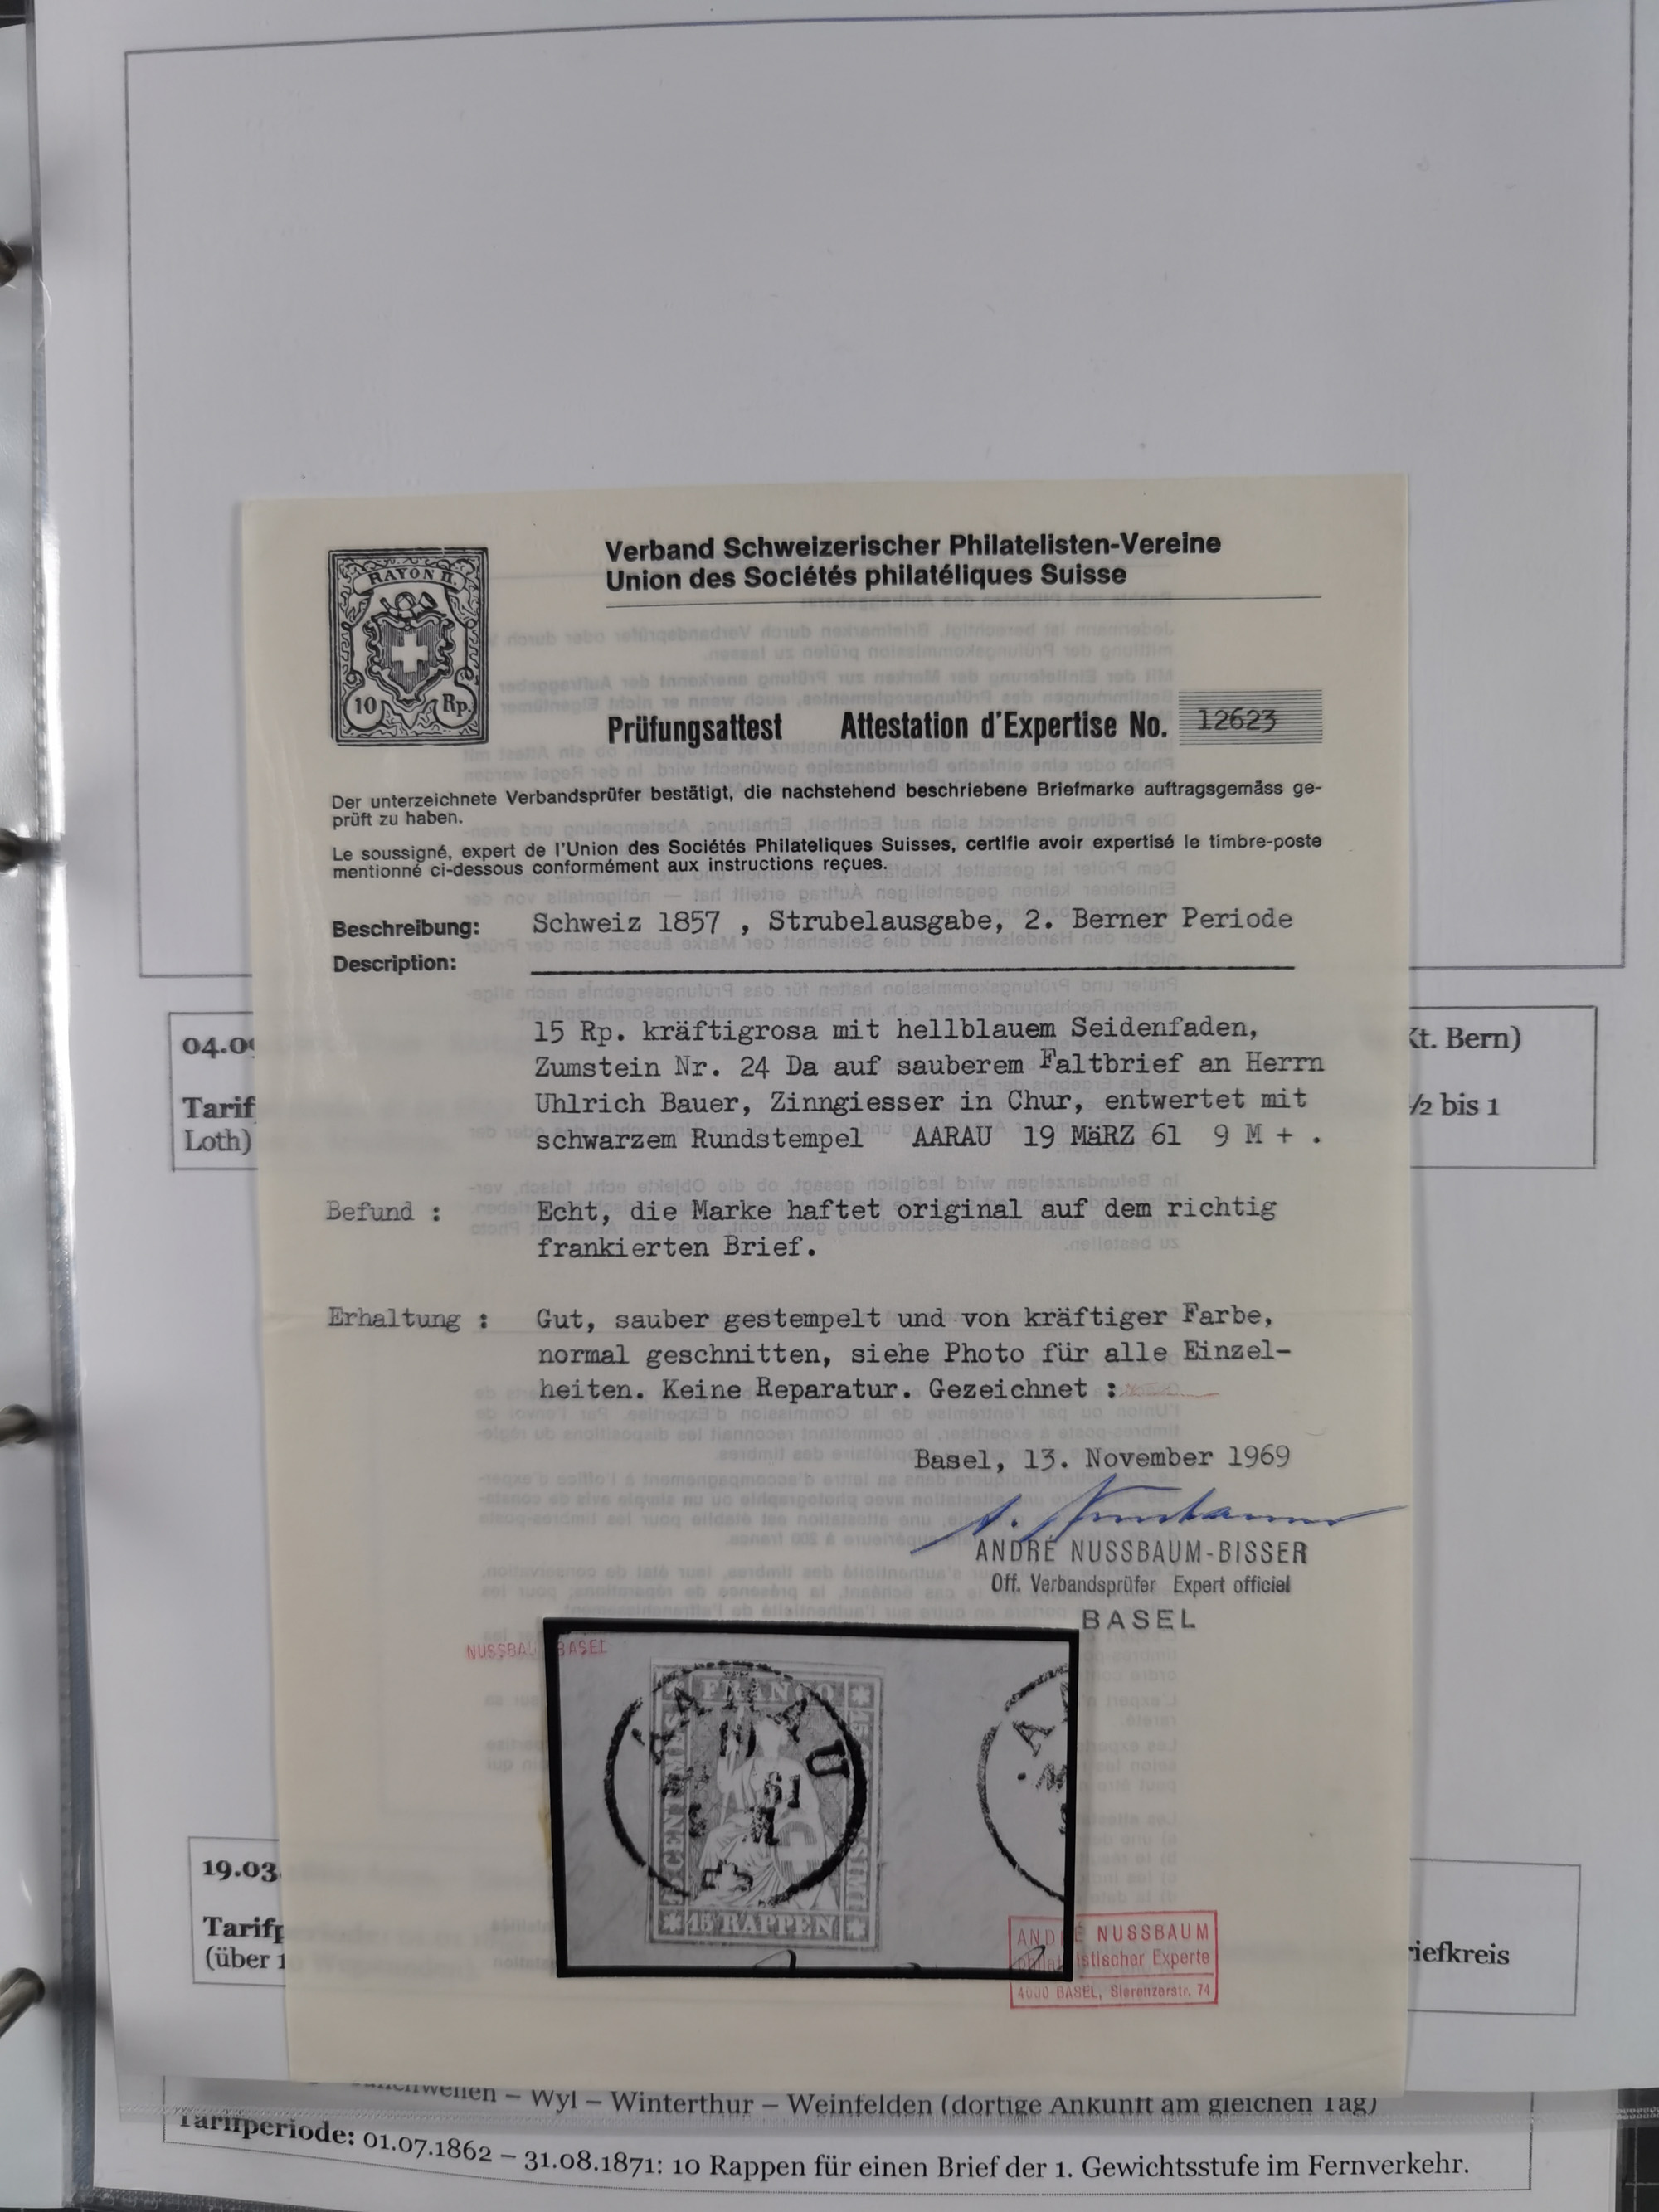 RAYON II.
10 Rp.
Verband Schweizerischer Philatelisten-Vereine
Union des Sociétés philatéliques Suisse
Prüfungsattest Attestation d'Expertise No. 12623
Der unterzeichnete Verbandsprüfer bestätigt, die nachstehend beschriebene Briefmarke auftragsgemäss ge-
prüft zu haben.
Le soussigné, expert de l'Union des Sociétés Philateliques Suisses, certifie avoir expertisé le timbre-poste
mentionné ci-dessous conformément aux instructions reçues.
Beschreibung: Schweiz 1857 , Strubelausgabe, 2. Berner Periode
Description:
15 Rp. kräftigrosa mit hellblauem Seidenfaden,
Zumstein Nr. 24 Da auf sauberem Faltbrief an Herrn
Uhlrich Bauer, Zinngiesser in Chur, entwertet mit
schwarzem Rundstempel AARAU 19 MäRZ 61 9 M + .
Befund : Echt, die Marke haftet original auf dem richtig
frankierten Brief.
Erhaltung : Gut, sauber gestempelt und von kräftiger Farbe,
normal geschnitten, siehe Photo für alle Einzel-
heiten. Keine Reparatur. Gezeichnet :
Basel, 13. November 1969
ANDRÉ NUSSBAUM-BISSER
Off. Verbandsprüfer Expert officiel
BASEL
NUSSBAU BASEL
FRANCO
AARAU
19
61
15 RAPPEN
ANDRÉ NUSSBAUM
philatelistischer Experte
4000 BASEL, Sierenzerstr. 74
04.0
Kt. Bern)
Tarif
1/2 bis 1
Loth)
19.03.
Tarifp
(über 1
riefkreis
– Wyl – Winterthur – Weinfelden (dortige Ankunft am gleichen Tag)
Tarifperiode: 01.07.1862 – 31.08.1871: 10 Rappen für einen Brief der 1. Gewichtsstufe im Fernverkehr.